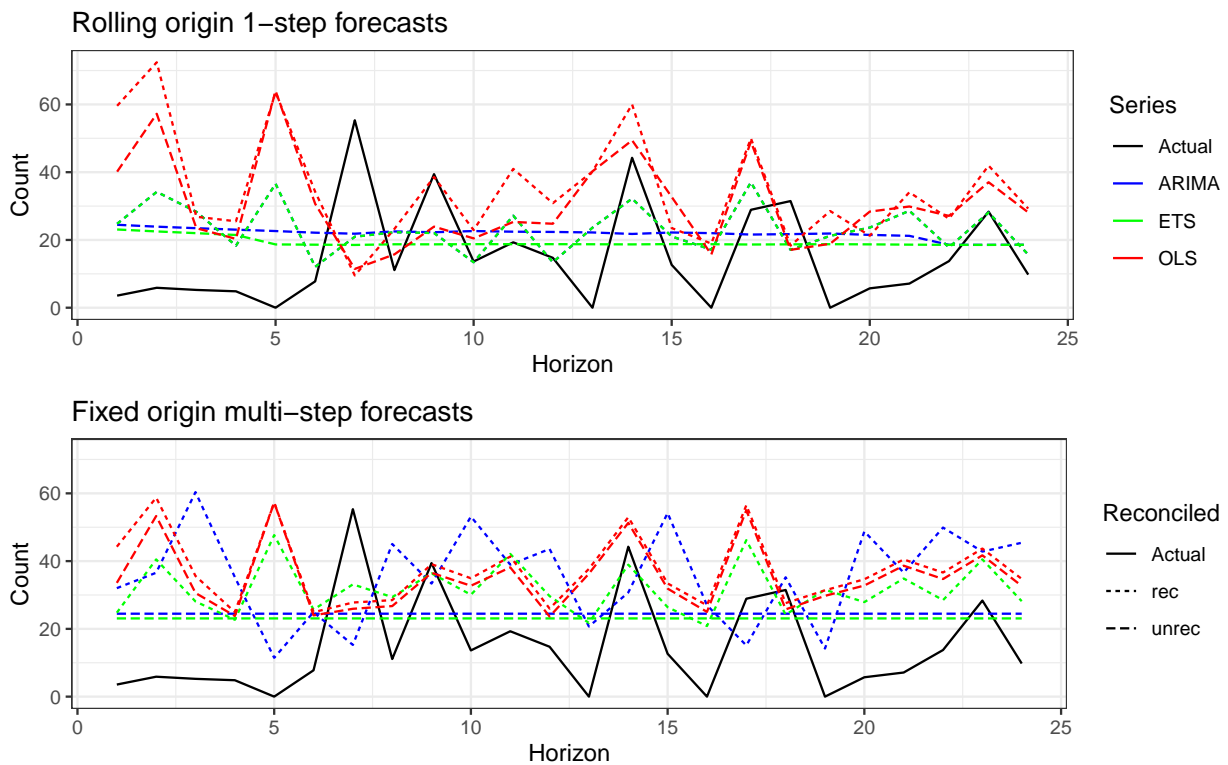 Rolling origin 1−step forecasts
60
40
20
0
Count
0 5 10 15 20 25
Horizon
Series
Actual
ARIMA
ETS
OLS
Fixed origin multi−step forecasts
60
40
20
0
Count
0 5 10 15 20 25
Horizon
Reconciled
Actual
rec
unrec